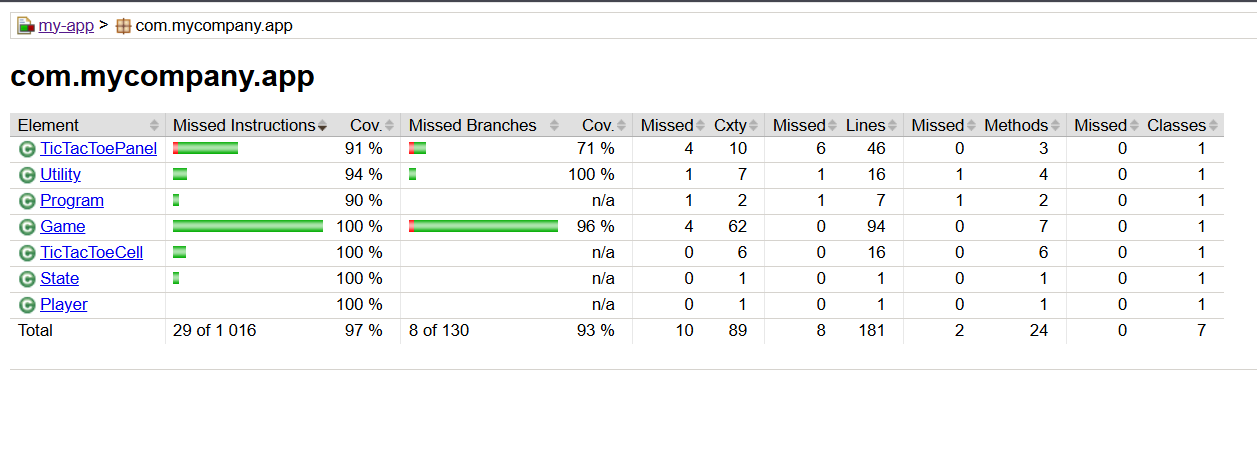 my-app > com.mycompany.app
com.mycompany.app
Element Missed Instructions Cov. Missed Branches Cov. Missed Cxty Missed Lines Missed Methods Missed Classes
C TicTacToePanel 91 % 71 % 4 10 6 46 0 3 0 1
C Utility 94 % 100 % 1 7 1 16 1 4 0 1
C Program 90 % n/a 1 2 1 7 1 2 0 1
C Game 100 % 96 % 4 62 0 94 0 7 0 1
C TicTacToeCell 100 % n/a 0 6 0 16 0 6 0 1
C State 100 % n/a 0 1 0 1 0 1 0 1
C Player 100 % n/a 0 1 0 1 0 1 0 1
Total 29 of 1 016 97 % 8 of 130 93 % 10 89 8 181 2 24 0 7